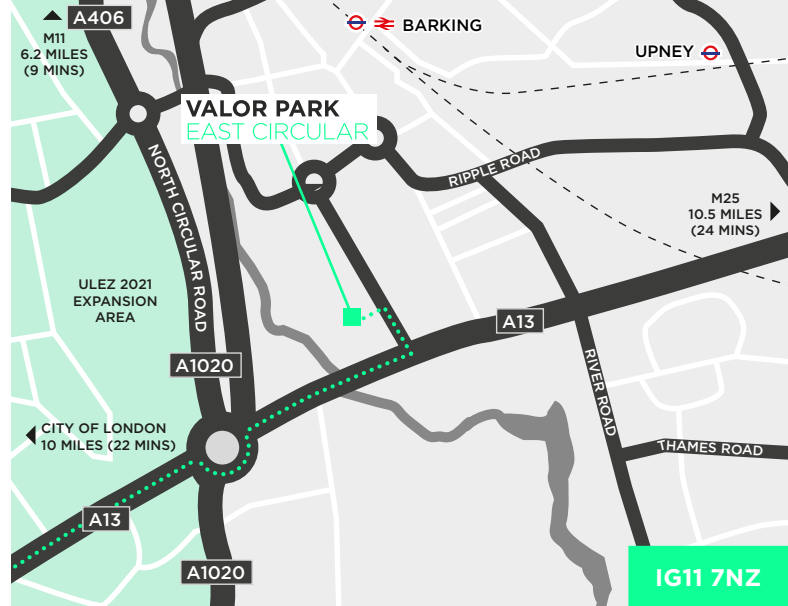 A406
M11
6.2 MILES
(9 MINS)
BARKING
UPNEY
VALOR PARK
EAST CIRCULAR
RIPPLE ROAD
NORTH CIRCULAR ROAD
M25
10.5 MILES
(24 MINS)
ULEZ 2021
EXPANSION
AREA
A13
A1020
RIVER ROAD
CITY OF LONDON
10 MILES (22 MINS)
THAMES ROAD
A13
A1020
IG11 7NZ